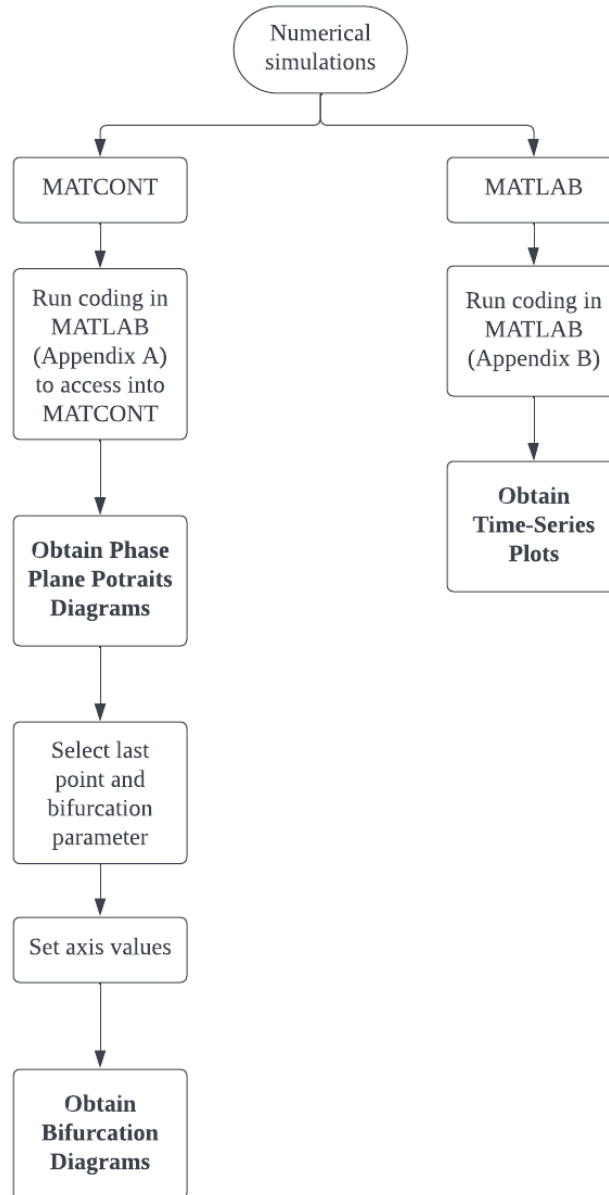 Numerical
simulations
MATCONT
MATLAB
Run coding in
MATLAB
(Appendix A)
to access into
MATCONT
Run coding in
MATLAB
(Appendix B)
Obtain Phase
Plane Potraits
Diagrams
Obtain
Time-Series
Plots
Select last
point and
bifurcation
parameter
Set axis values
Obtain
Bifurcation
Diagrams